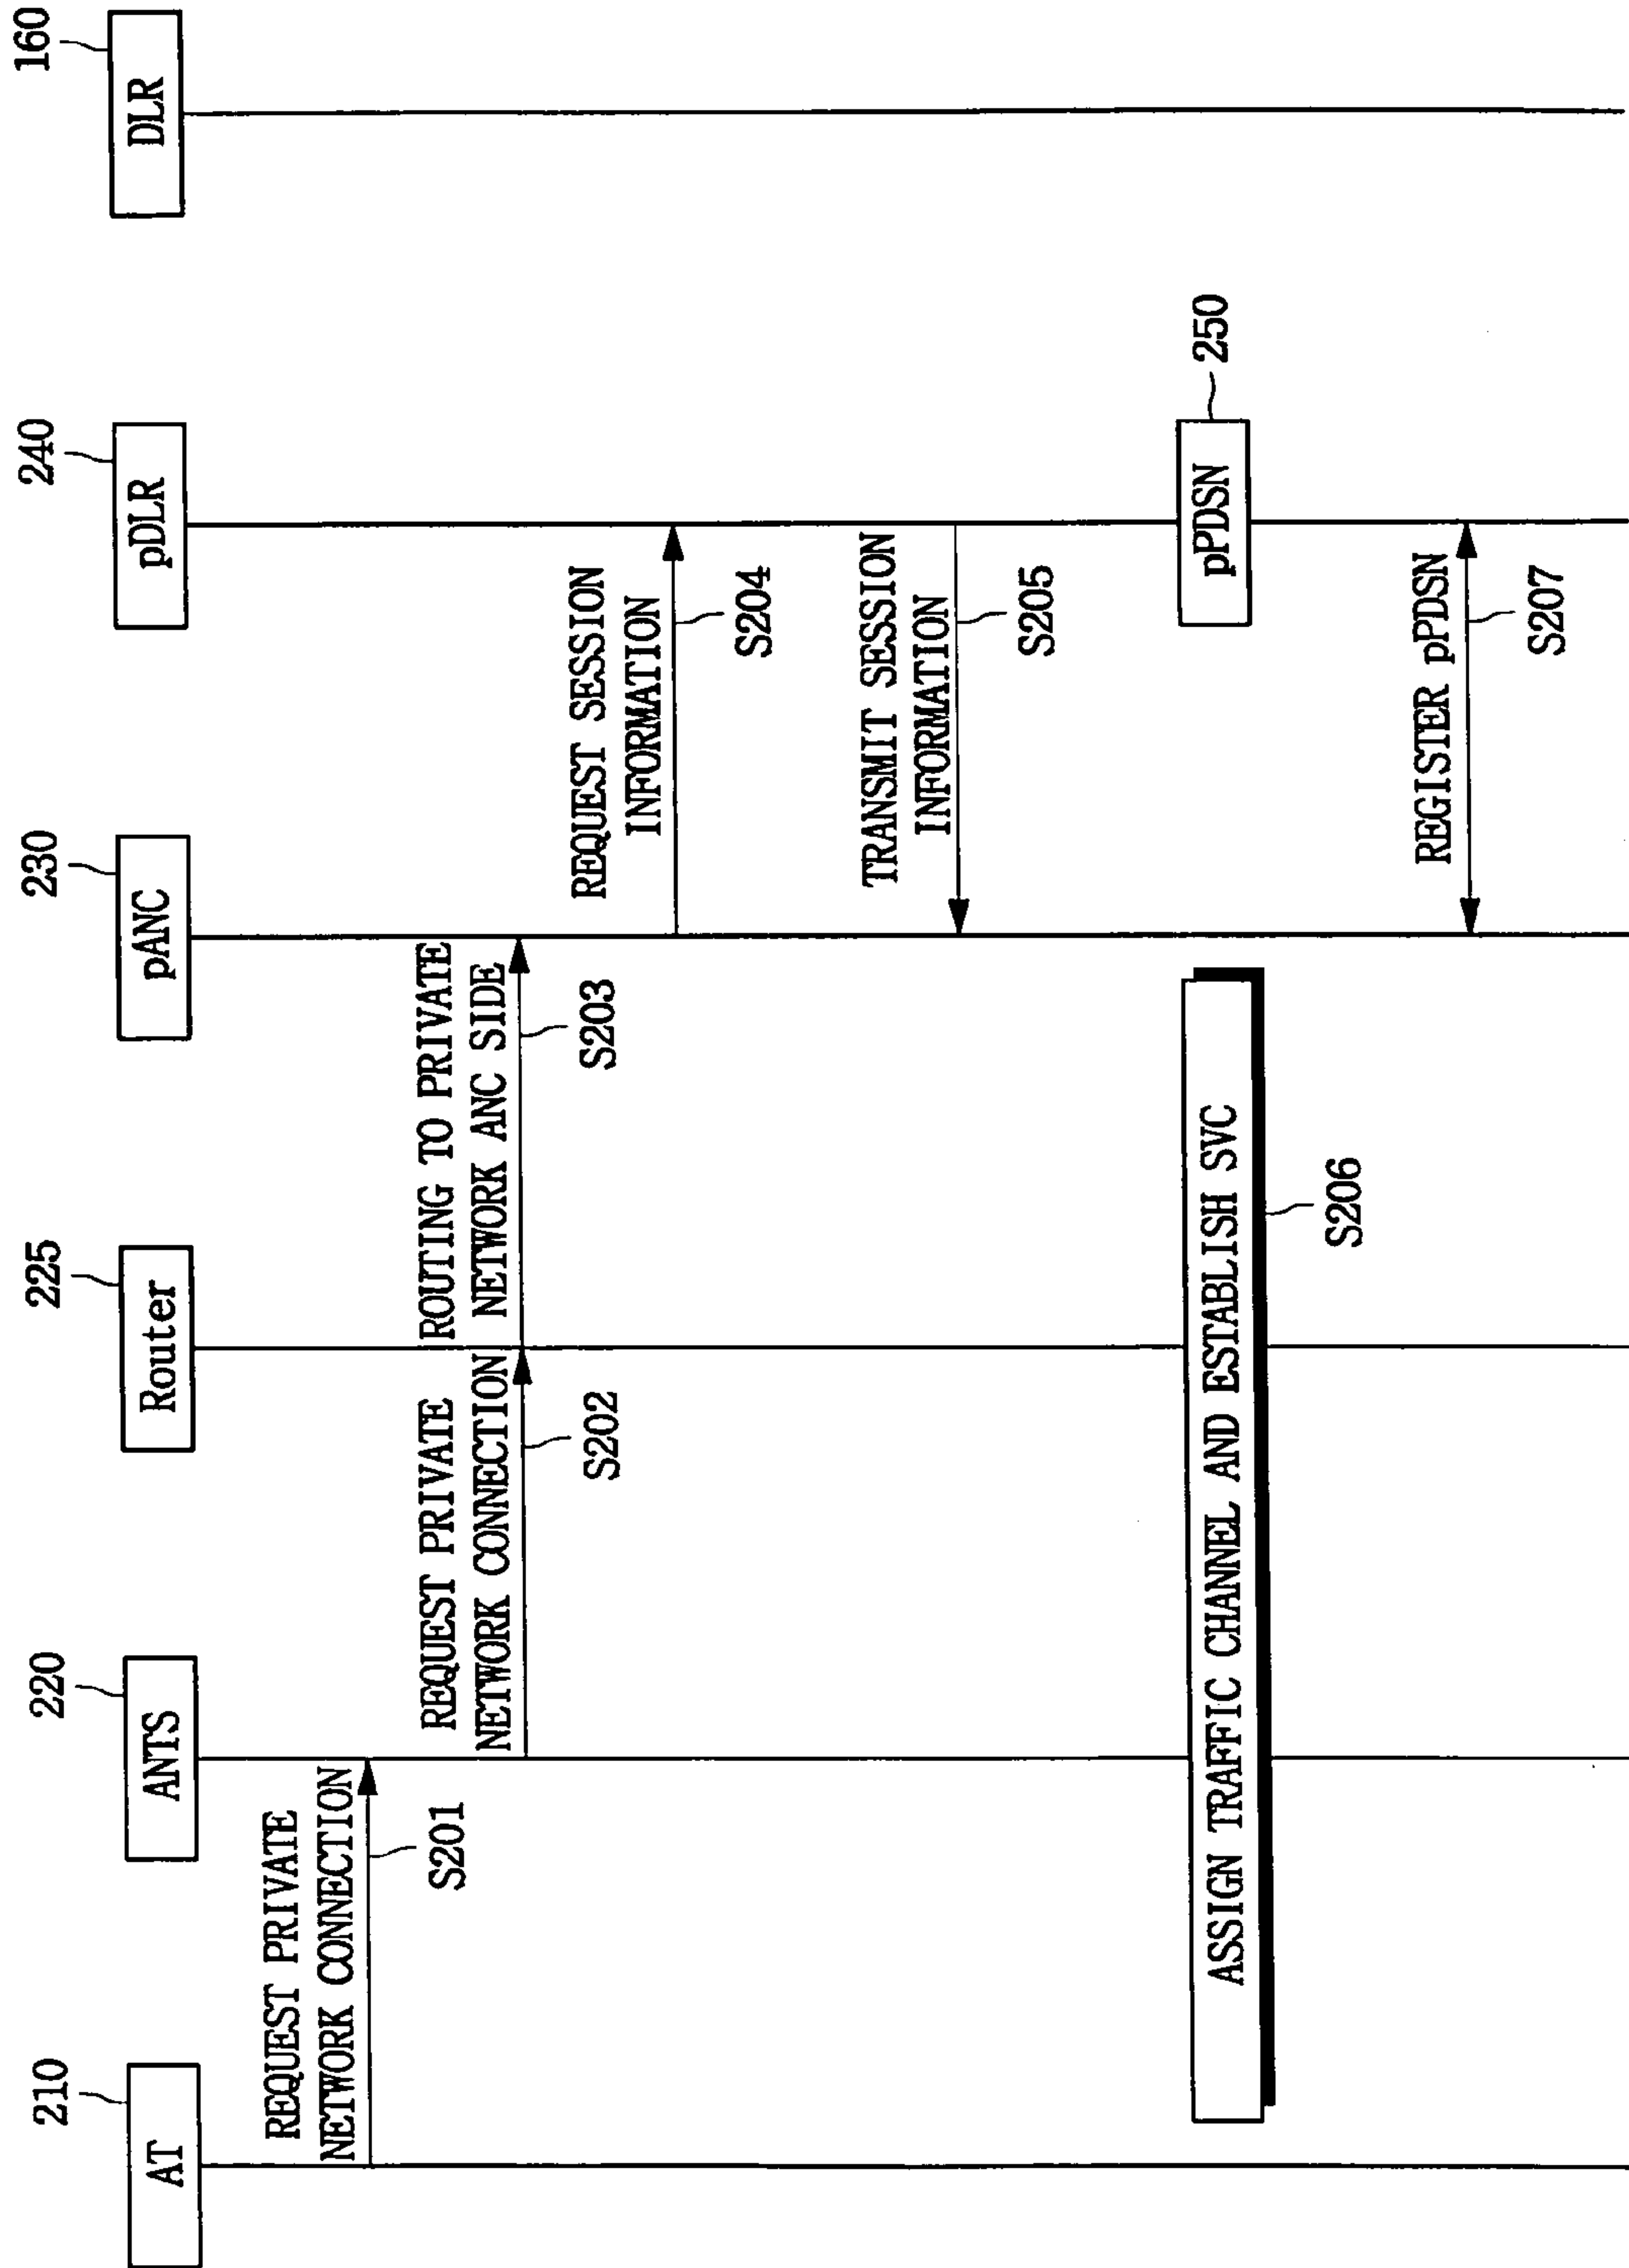 210
220
225
230
240
160
AT
ANTS
Router
pANC
pDLR
DLR
REQUEST PRIVATE
NETWORK CONNECTION
S201
REQUEST PRIVATE
NETWORK CONNECTION
S202
ROUTING TO PRIVATE
NETWORK ANC SIDE
S203
REQUEST SESSION
INFORMATION
S204
TRANSMIT SESSION
INFORMATION
S205
250
pPDSN
ASSIGN TRAFFIC CHANNEL AND ESTABLISH SVC
S206
REGISTER pPDSN
S207